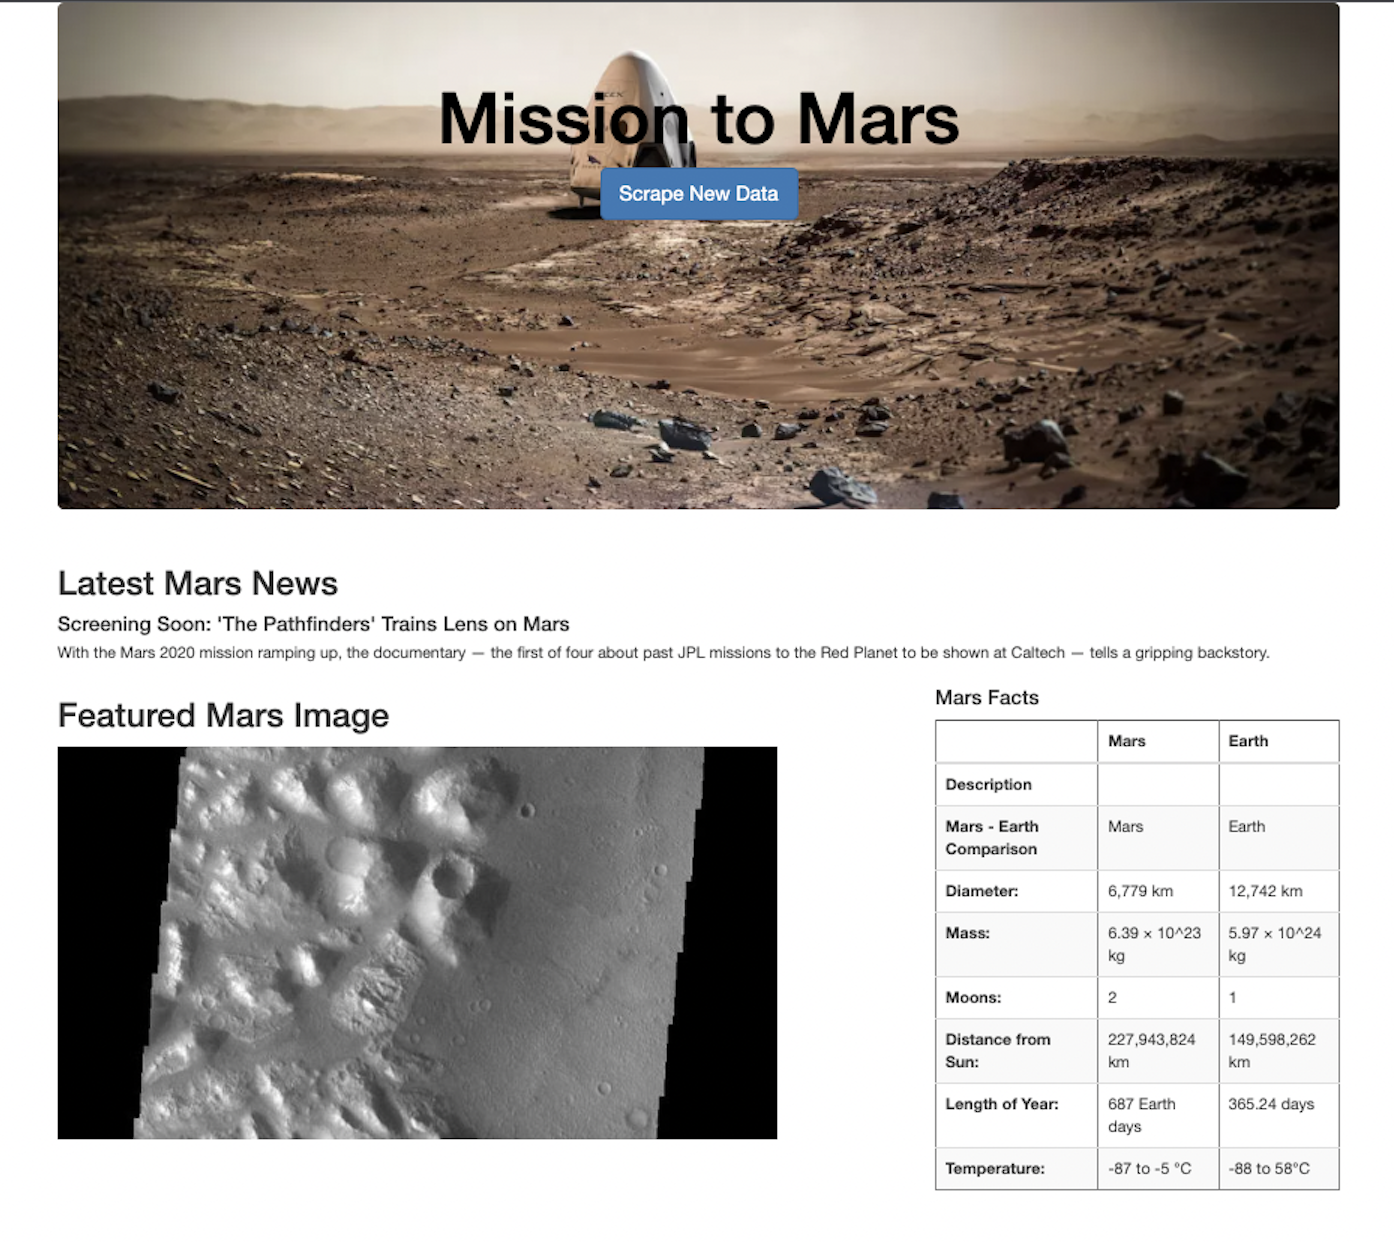 Mission to Mars
Scrape New Data
Latest Mars News
Screening Soon: 'The Pathfinders' Trains Lens on Mars
With the Mars 2020 mission ramping up, the documentary — the first of four about past JPL missions to the Red Planet to be shown at Caltech — tells a gripping backstory.
Featured Mars Image
Mars Facts
Mars Earth
Description
Mars - Earth Mars Earth
Comparison
Diameter: 6,779 km 12,742 km
Mass: 6.39 × 10^23 5.97 × 10^24
kg kg
Moons: 2 1
Distance from 227,943,824 149,598,262
Sun: km km
Length of Year: 687 Earth 365.24 days
days
Temperature: -87 to -5 °C -88 to 58°C